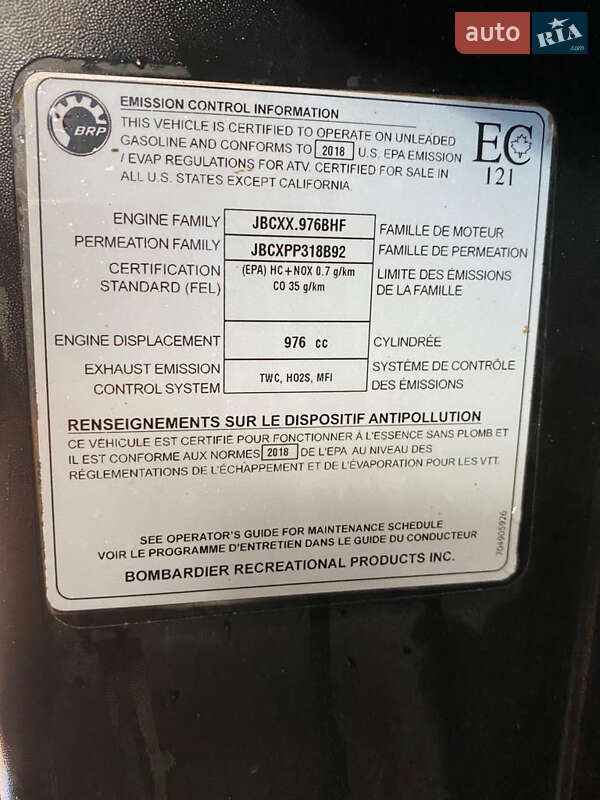 auto RIA.com
BRP
EMISSION CONTROL INFORMATION
THIS VEHICLE IS CERTIFIED TO OPERATE ON UNLEADED
GASOLINE AND CONFORMS TO 2018 U.S. EPA EMISSION
/ EVAP REGULATIONS FOR ATV. CERTIFIED FOR SALE IN
ALL U.S. STATES EXCEPT CALIFORNIA.
EC
121
ENGINE FAMILY JBCXX.976BHF FAMILLE DE MOTEUR
PERMEATION FAMILY JBCXPP318B92 FAMILLE DE PERMEATION
CERTIFICATION (EPA) HC+NOX 0.7 g/km LIMITE DES ÉMISSIONS
STANDARD (FEL) CO 35 g/km DE LA FAMILLE
ENGINE DISPLACEMENT 976 cc CYLINDRÉE
EXHAUST EMISSION SYSTÈME DE CONTRÔLE
CONTROL SYSTEM TWC, HO2S, MFI DES ÉMISSIONS
RENSEIGNEMENTS SUR LE DISPOSITIF ANTIPOLLUTION
CE VÉHICULE EST CERTIFIÉ POUR FONCTIONNER À L'ESSENCE SANS PLOMB ET
IL EST CONFORME AUX NORMES 2018 DE L'EPA AU NIVEAU DES
RÉGLEMENTATIONS DE L'ÉCHAPPEMENT ET DE L'ÉVAPORATION POUR LES VTT.
SEE OPERATOR'S GUIDE FOR MAINTENANCE SCHEDULE
VOIR LE PROGRAMME D'ENTRETIEN DANS LE GUIDE DU CONDUCTEUR
BOMBARDIER RECREATIONAL PRODUCTS INC.
704905926